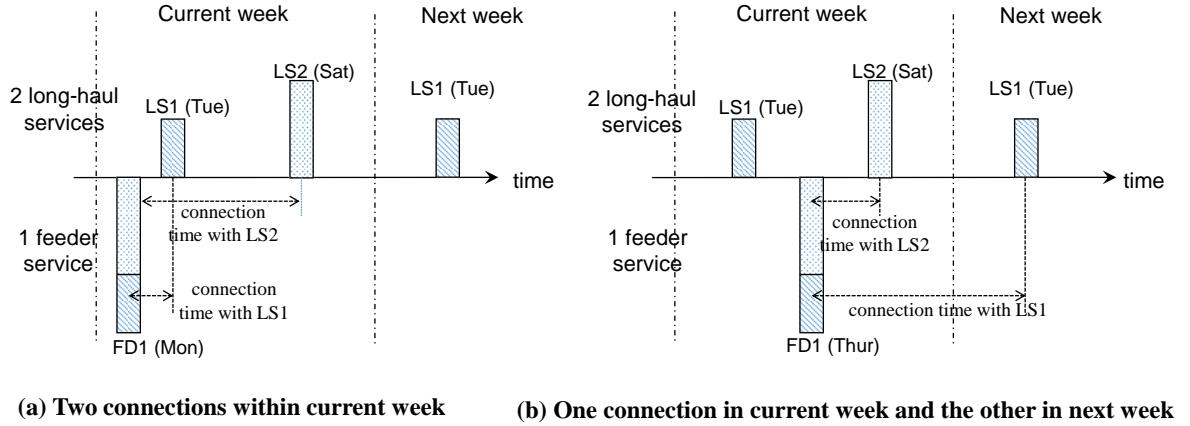 Current week
Next week
LS2 (Sat)
LS1 (Tue)
LS1 (Tue)
2 long-haul
services
time
connection
time with LS2
1 feeder
service
connection
time with LS1
FD1 (Mon)
(a) Two connections within current week
Current week
Next week
LS2 (Sat)
LS1 (Tue)
LS1 (Tue)
2 long-haul
services
time
connection
time with LS2
1 feeder
service
connection time with LS1
FD1 (Thur)
(b) One connection in current week and the other in next week